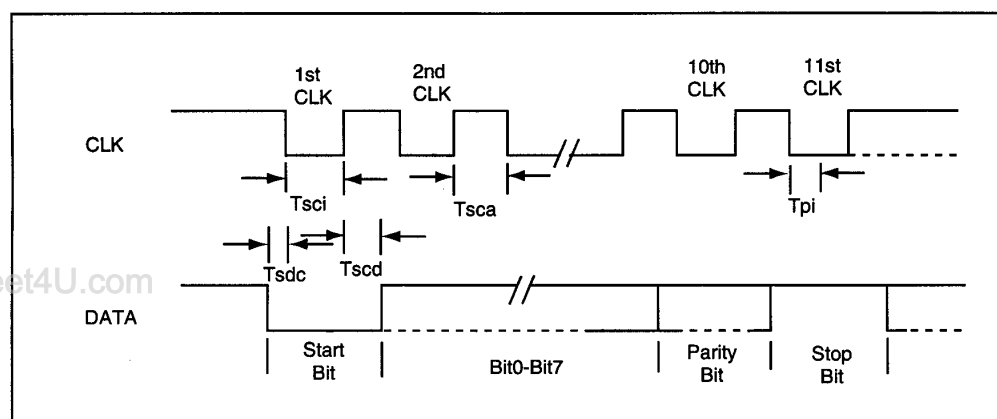 1st
CLK
2nd
CLK
10th
CLK
11st
CLK
CLK
Tsci
Tsca
Tpi
Tsdc
Tscd
eet4U.com
DATA
Start
Bit
Bit0-Bit7
Parity
Bit
Stop
Bit